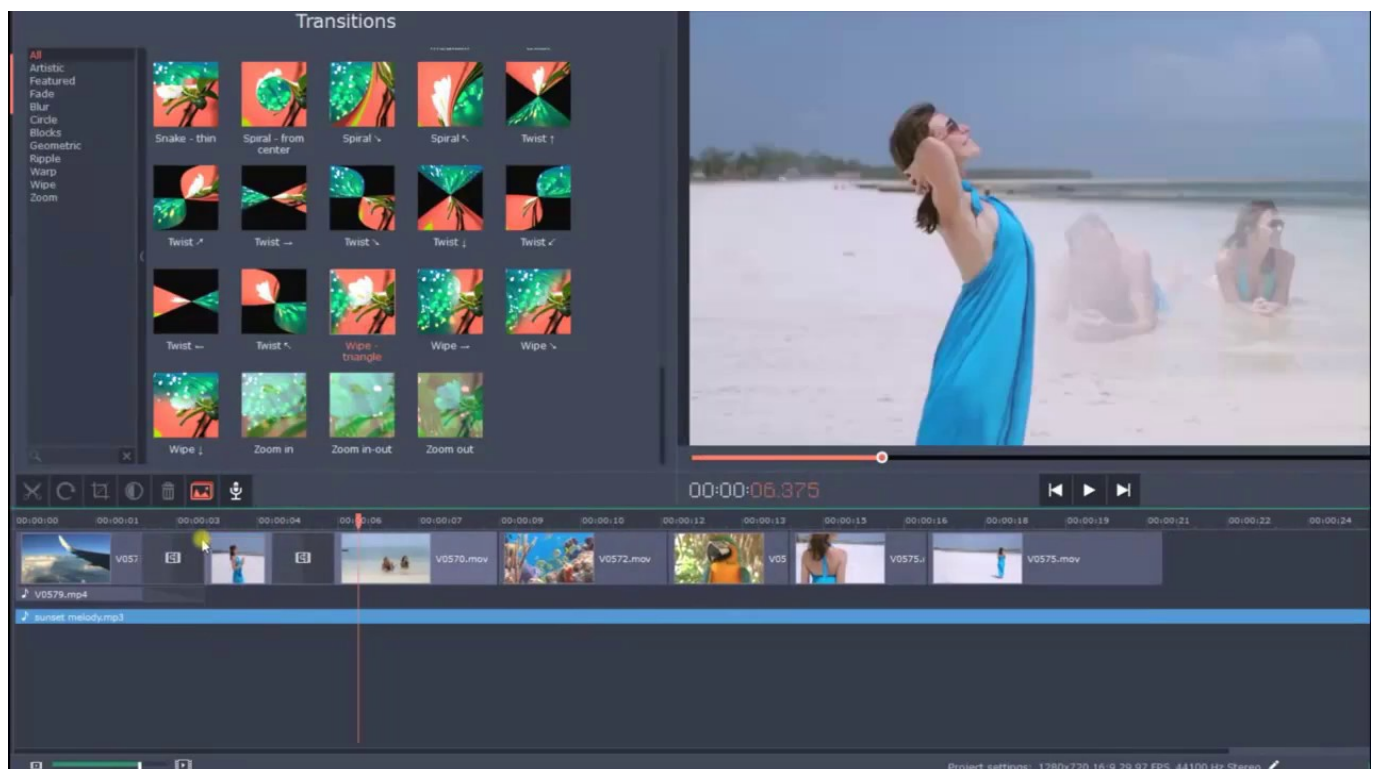 Transitions
All
Artistic
Featured
Fade
Blur
Circle
Blocks
Geometric
Ripple
Warp
Wipe
Zoom
Snake - thin
Spiral - from
center
Spiral ↘
Spiral ↖
Twist ↑
Twist ↗
Twist →
Twist ↘
Twist ↓
Twist ↙
Twist ←
Twist ↖
Wipe -
triangle
Wipe →
Wipe ↘
Wipe ↓
Zoom in
Zoom in-out
Zoom out
00:00:06.375
00:00:00 00:00:01 00:00:03 00:00:04 00:00:06 00:00:07 00:00:09 00:00:10 00:00:12 00:00:13 00:00:15 00:00:16 00:00:18 00:00:19 00:00:21 00:00:22 00:00:24
V057 V0570.mov V0572.mov V05 V0575. V0575.mov
V0579.mp4
sunset melody.mp3
Project settings: 1280x720 16:9 29.97 FPS, 44100 Hz Stereo